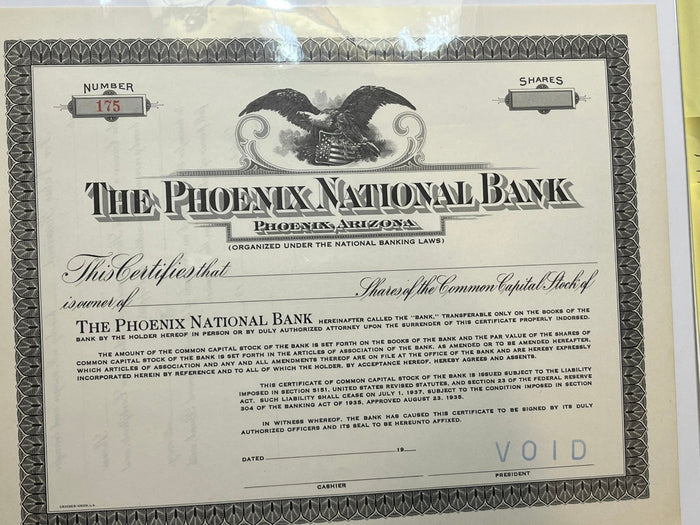 NUMBER
175
SHARES
THE PHOENIX NATIONAL BANK
PHOENIX, ARIZONA
(ORGANIZED UNDER THE NATIONAL BANKING LAWS)
This Certifies that
is owner of Shares of the Common Capital Stock of
THE PHOENIX NATIONAL BANK HEREINAFTER CALLED THE "BANK," TRANSFERABLE ONLY ON THE BOOKS OF THE
BANK BY THE HOLDER HEREOF IN PERSON OR BY DULY AUTHORIZED ATTORNEY UPON THE SURRENDER OF THIS CERTIFICATE PROPERLY INDORSED.
THE AMOUNT OF THE COMMON CAPITAL STOCK OF THE BANK IS SET FORTH ON THE BOOKS OF THE BANK AND THE PAR VALUE OF THE SHARES OF
COMMON CAPITAL STOCK OF THE BANK IS SET FORTH IN THE ARTICLES OF ASSOCIATION OF THE BANK, AS AMENDED OR TO BE AMENDED HEREAFTER,
WHICH ARTICLES OF ASSOCIATION AND ANY AND ALL AMENDMENTS THERETO ARE ON FILE AT THE OFFICE OF THE BANK AND ARE HEREBY EXPRESSLY
INCORPORATED HEREIN BY REFERENCE AND TO ALL OF WHICH THE HOLDER, BY ACCEPTANCE HEREOF, HEREBY AGREES AND ASSENTS.
THIS CERTIFICATE OF COMMON CAPITAL STOCK OF THE BANK IS ISSUED SUBJECT TO THE LIABILITY
IMPOSED IN SECTION 5151, UNITED STATES REVISED STATUTES, AND SECTION 23 OF THE FEDERAL RESERVE
ACT. SUCH LIABILITY SHALL CEASE ON JULY 1, 1937, SUBJECT TO THE CONDITION IMPOSED IN SECTION
304 OF THE BANKING ACT OF 1935, APPROVED AUGUST 23, 1935.
IN WITNESS WHEREOF, THE BANK HAS CAUSED THIS CERTIFICATE TO BE SIGNED BY ITS DULY
AUTHORIZED OFFICERS AND ITS SEAL TO BE HEREUNTO AFFIXED.
DATED 19
VOID
CASHIER
PRESIDENT